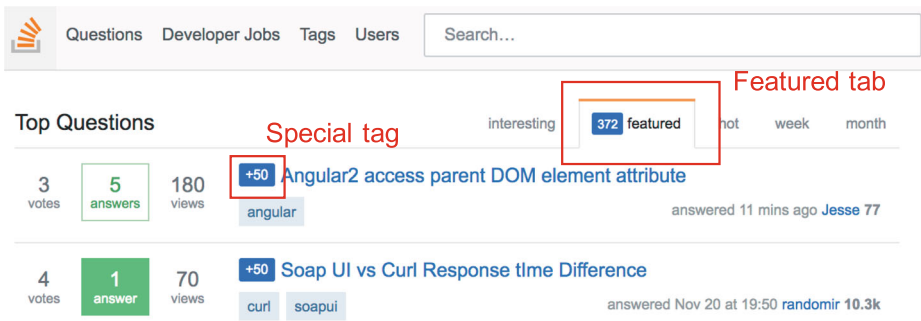 Questions Developer Jobs Tags Users Search...
Featured tab
Top Questions interesting 372 featured hot week month
Special tag
3 votes 5 answers 180 views +50 Angular2 access parent DOM element attribute
angular answered 11 mins ago Jesse 77
4 votes 1 answer 70 views +50 Soap UI vs Curl Response tIme Difference
curl soapui answered Nov 20 at 19:50 randomir 10.3k